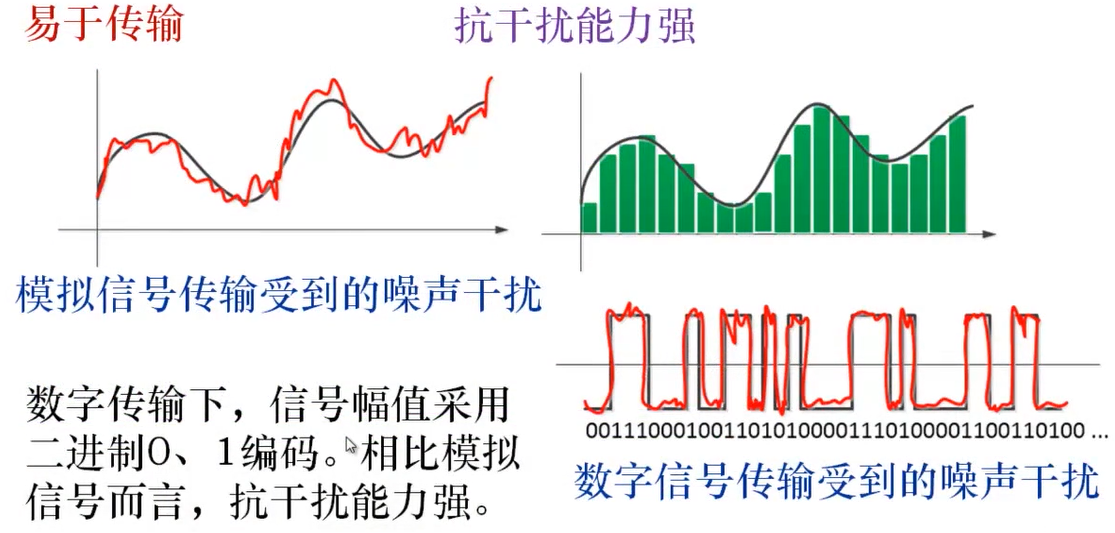 易于传输
抗干扰能力强
模拟信号传输受到的噪声干扰
数字传输下，信号幅值采用
二进制0、1编码。相比模拟
信号而言，抗干扰能力强。
001110001001101010100001110100001100110100 ...
数字信号传输受到的噪声干扰